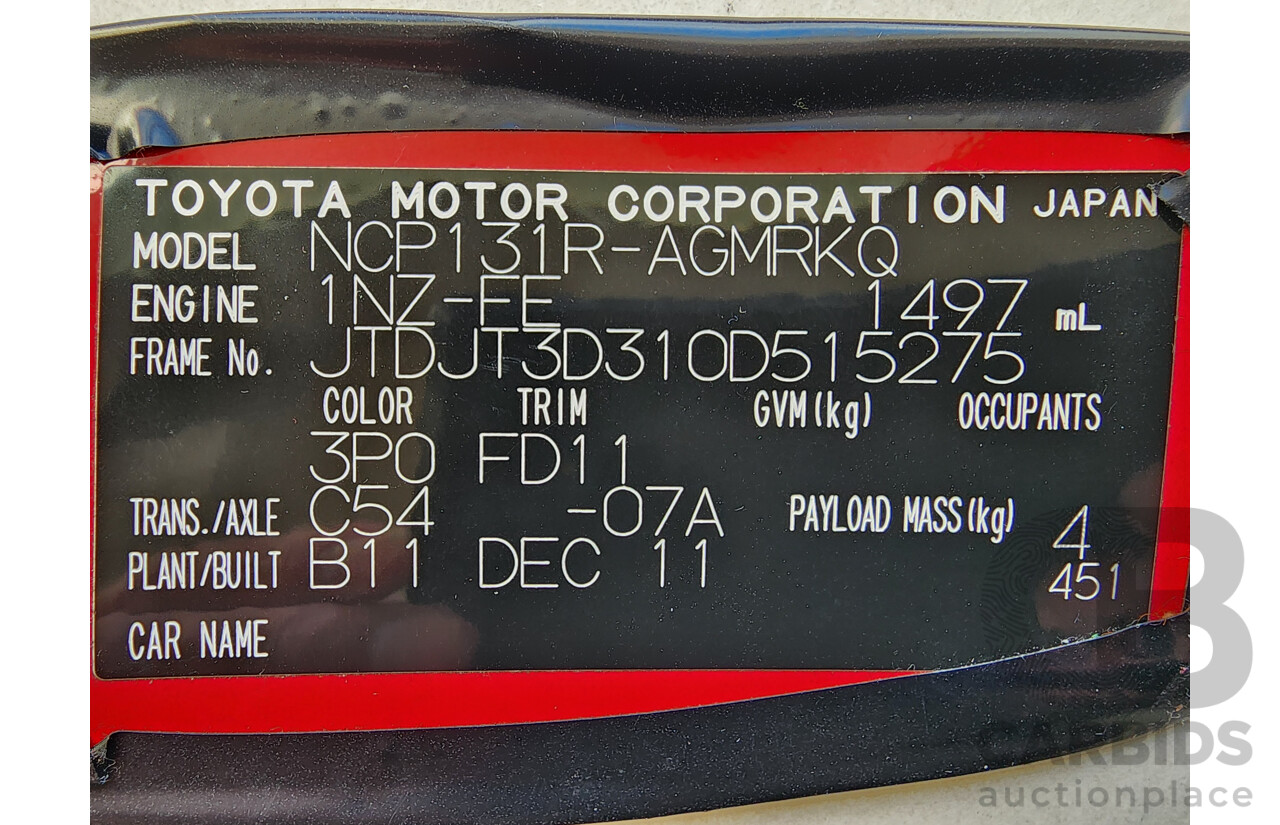 TOYOTA MOTOR CORPORATION JAPAN
MODEL NCP131R-AGMRKQ
ENGINE 1NZ-FE 1497 mL
FRAME No. JTDJT3D310D515275
COLOR TRIM GVM(kg) OCCUPANTS
3P0 FD11
TRANS./AXLE C54 -07A PAYLOAD MASS(kg) 4
PLANT/BUILT B11 DEC 11 451
CAR NAME
B
CARBIDS
auctionplace